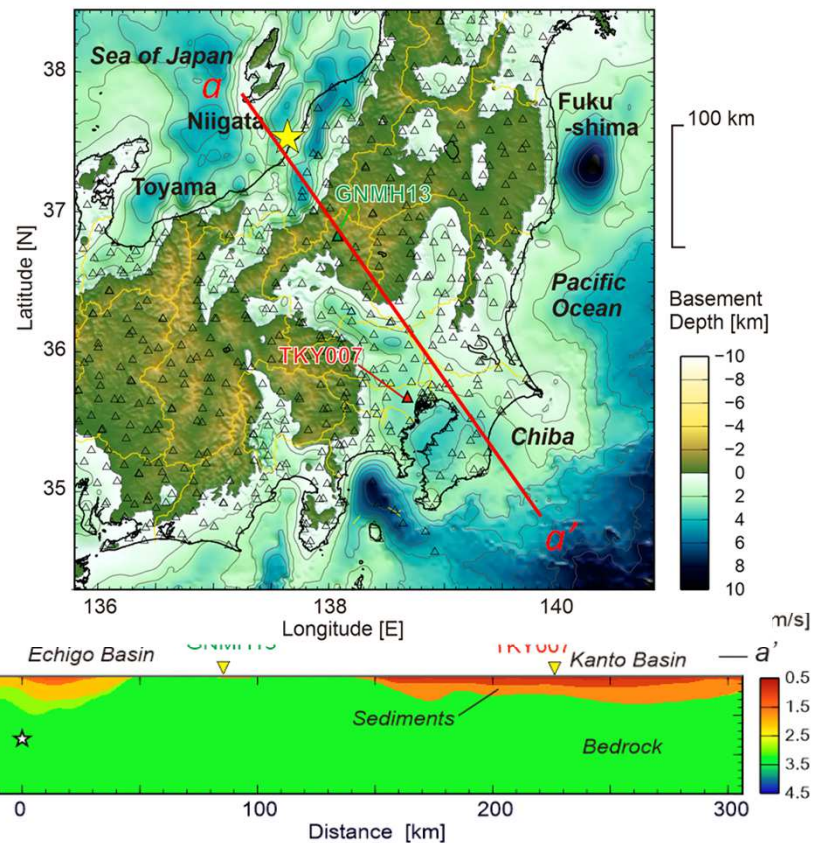 Sea of Japan
38
a
Niigata
Fuku
-shima
100 km
Toyama
37
GNMH13
Latitude [N]
Pacific
Ocean
Basement
Depth [km]
36
TKY007
Chiba
35
a'
-10
-8
-6
-4
-2
0
2
4
6
8
10
136
138
140
Longitude [E]
m/s]
Echigo Basin
GNMH13
TKY007
Kanto Basin
a'
Sediments
Bedrock
0.5
1.5
2.5
3.5
4.5
0
100
200
300
Distance [km]